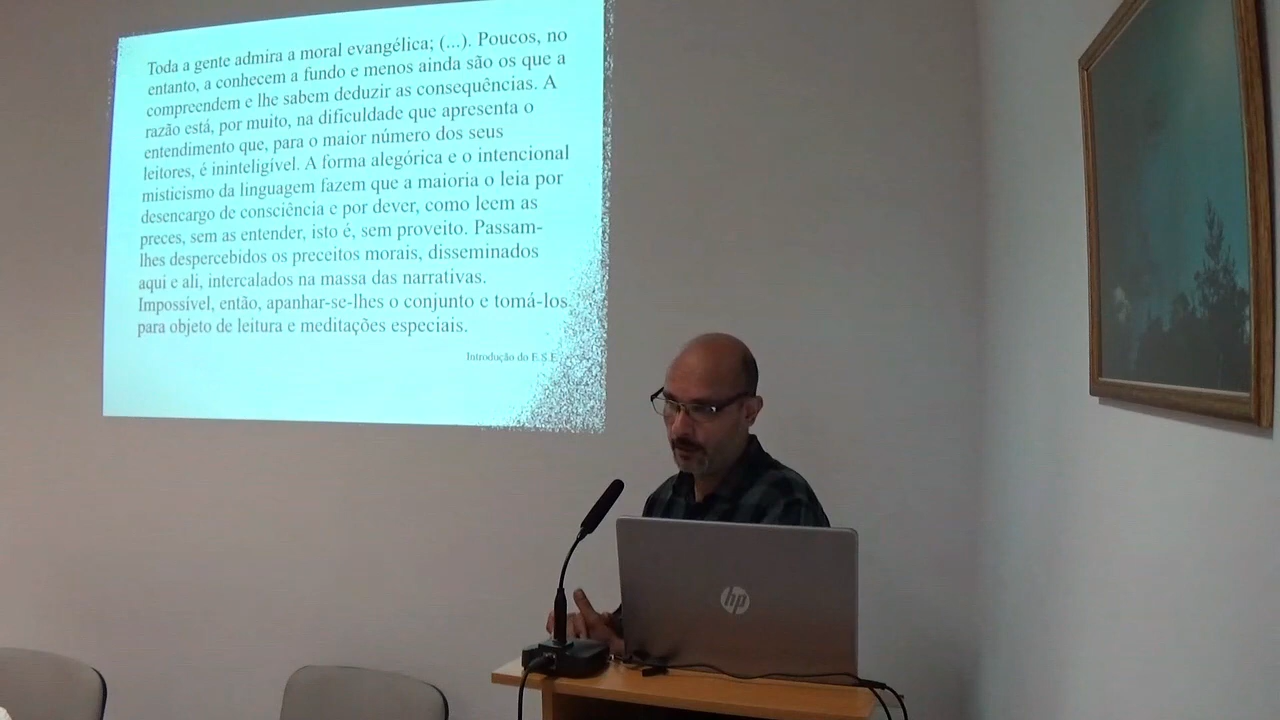 Toda a gente admira a moral evangélica; (...). Poucos, no
entanto, a conhecem a fundo e menos ainda são os que a
compreendem e lhe sabem deduzir as consequências. A
razão está, por muito, na dificuldade que apresenta o
entendimento que, para o maior número dos seus
leitores, é ininteligível. A forma alegórica e o intencional
misticismo da linguagem fazem que a maioria o leia por
desencargo de consciência e por dever, como leem as
preces, sem as entender, isto é, sem proveito. Passam-
lhes despercebidos os preceitos morais, disseminados
aqui e ali, intercalados na massa das narrativas.
Impossível, então, apanhar-se-lhes o conjunto e tomá-los
para objeto de leitura e meditações especiais.
Introdução do E.S.E.
hp